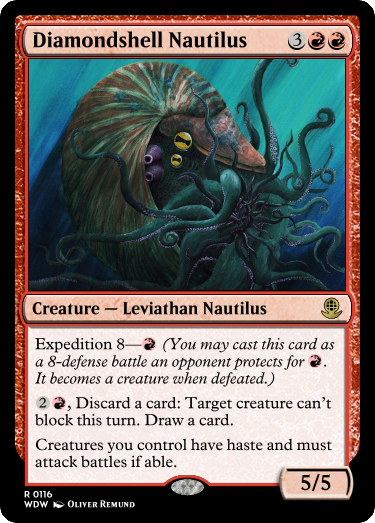 Diamondshell Nautilus 3
Creature — Leviathan Nautilus
Expedition 8— (You may cast this card as
a 8-defense battle an opponent protects for .
It becomes a creature when defeated.)
2 , Discard a card: Target creature can't
block this turn. Draw a card.
Creatures you control have haste and must
attack battles if able.
5/5
R 0116
WDW OLIVER REMUND